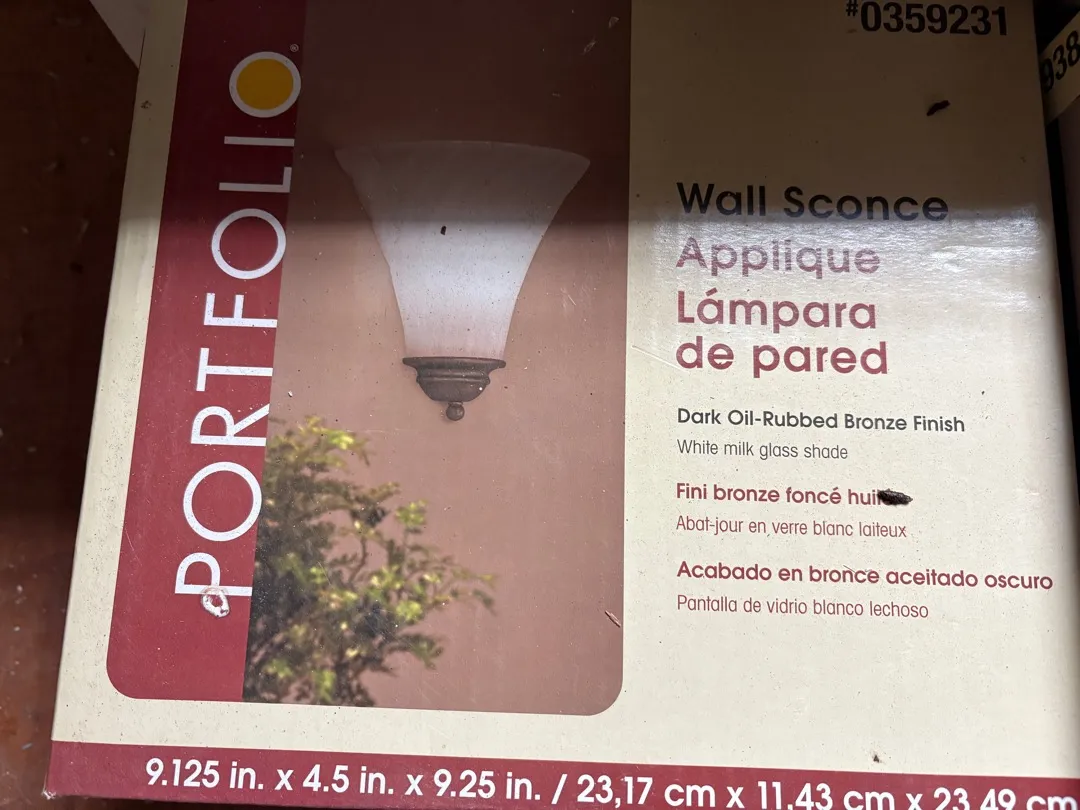 #0359231
938
PORTFOLIO®
Wall Sconce
Applique
Lámpara
de pared
Dark Oil-Rubbed Bronze Finish
White milk glass shade
Fini bronze foncé
Abat-jour en verre blanc laiteux
Acabado en bronce aceitado oscuro
Pantalla de vidrio blanco lechoso
9.125 in. x 4.5 in. x 9.25 in. / 23,17 cm x 11,43 cm x 23,49 cm